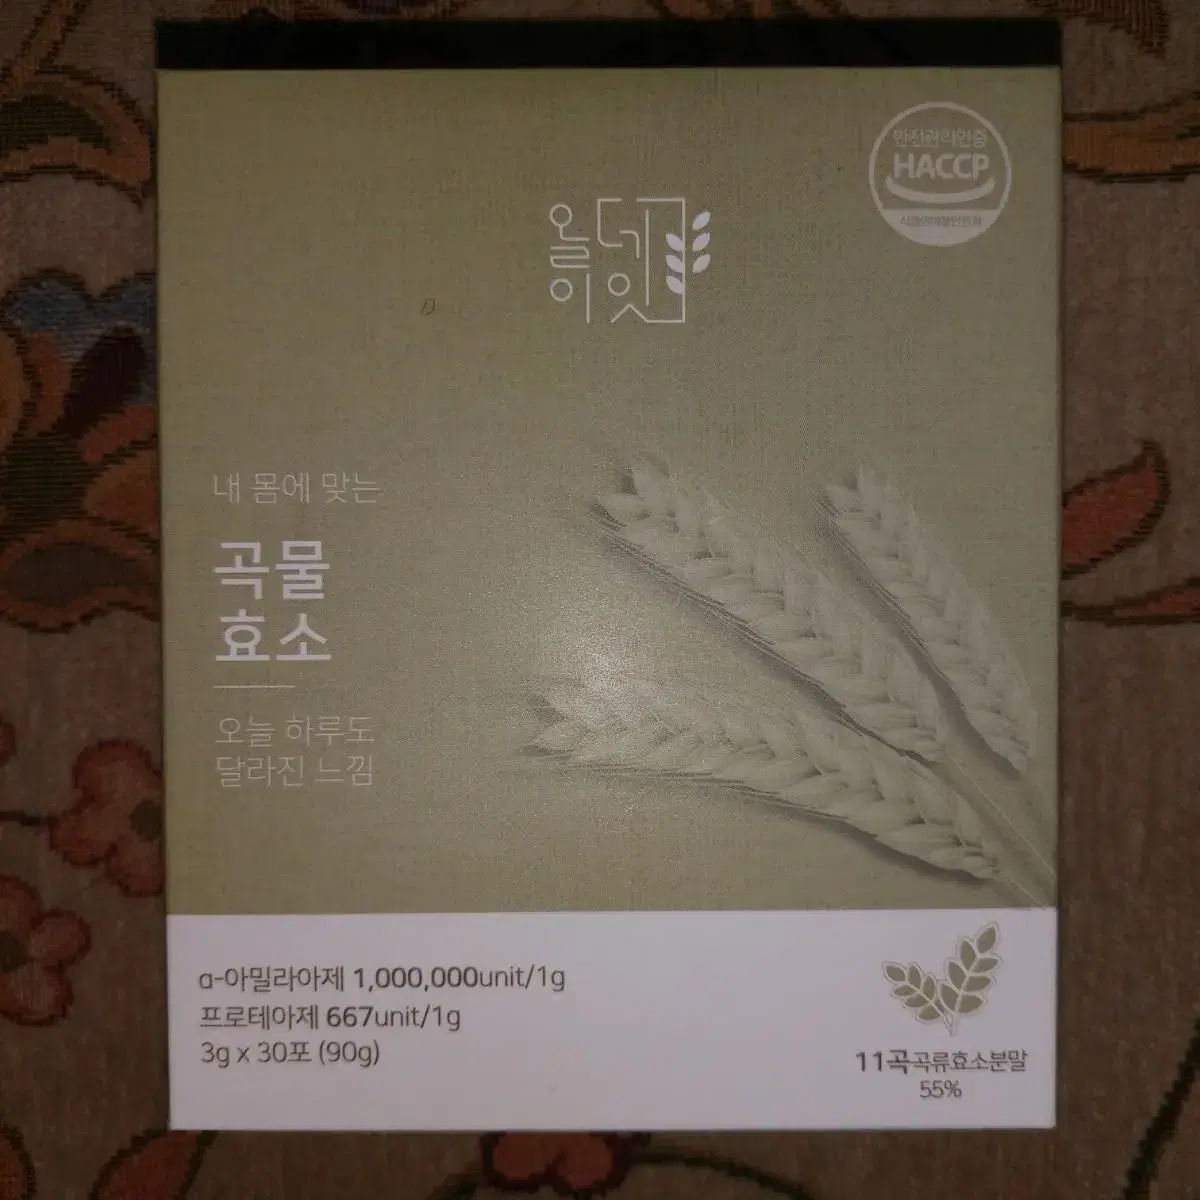 안전관리인증
HACCP
식품의약품안전처
올데
이잇
내 몸에 맞는
곡물
효소
오늘 하루도
달라진 느낌
α-아밀라아제 1,000,000unit/1g
프로테아제 667unit/1g
3g x 30포 (90g)
11곡곡류효소분말
55%